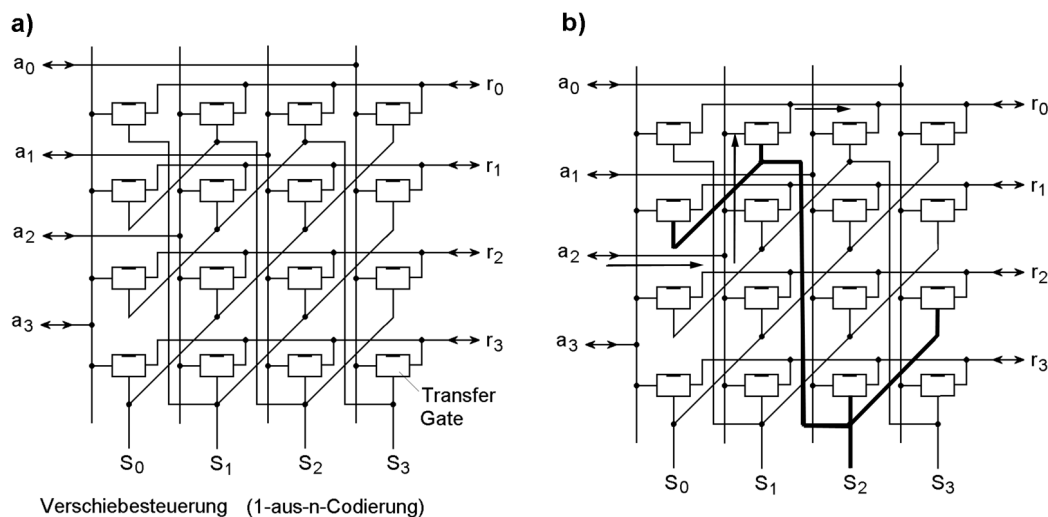 a)
a0
r0
a1
r1
a2
r2
a3
r3
Transfer
Gate
S0 S1 S2 S3
Verschiebesteuerung (1-aus-n-Codierung)
b)
a0
r0
a1
r1
a2
r2
a3
r3
S0 S1 S2 S3